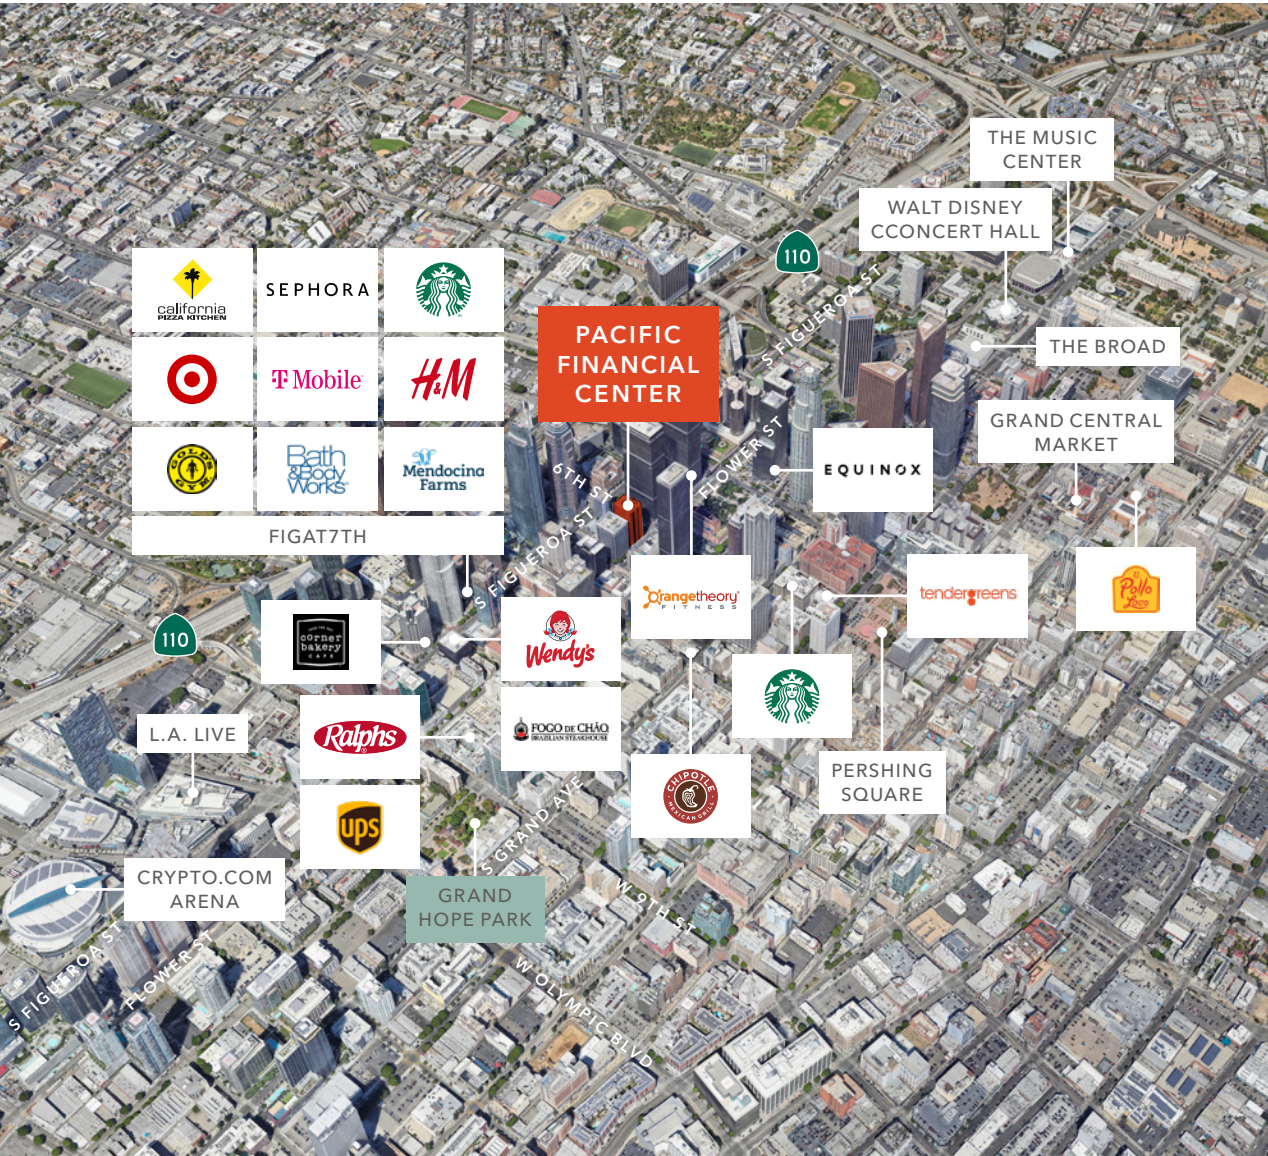 THE MUSIC
CENTER
WALT DISNEY
CCONCERT HALL
110
S FIGUEROA ST
california
PIZZA KITCHEN
SEPHORA
PACIFIC
FINANCIAL
CENTER
THE BROAD
T Mobile
H&M
GRAND CENTRAL
MARKET
FLOWER ST
GOLD'S
GYM
Bath
&Body
Works
Mendocino
Farms
6TH ST
EQUINOX
FIGAT7TH
S FIGUEROA ST
Orangetheory
FITNESS
tendergreens
El
Pollo
Loco
110
corner
bakery
CAFE
Wendy's
L.A. LIVE
Ralphs
FOGO DE CHÃO
BRAZILIAN STEAKHOUSE
CHIPOTLE
MEXICAN GRILL
PERSHING
SQUARE
ups
S GRAND AVE
CRYPTO.COM
ARENA
GRAND
HOPE PARK
W 9TH ST
S FIGUEROA ST
FLOWER ST
W OLYMPIC BLVD